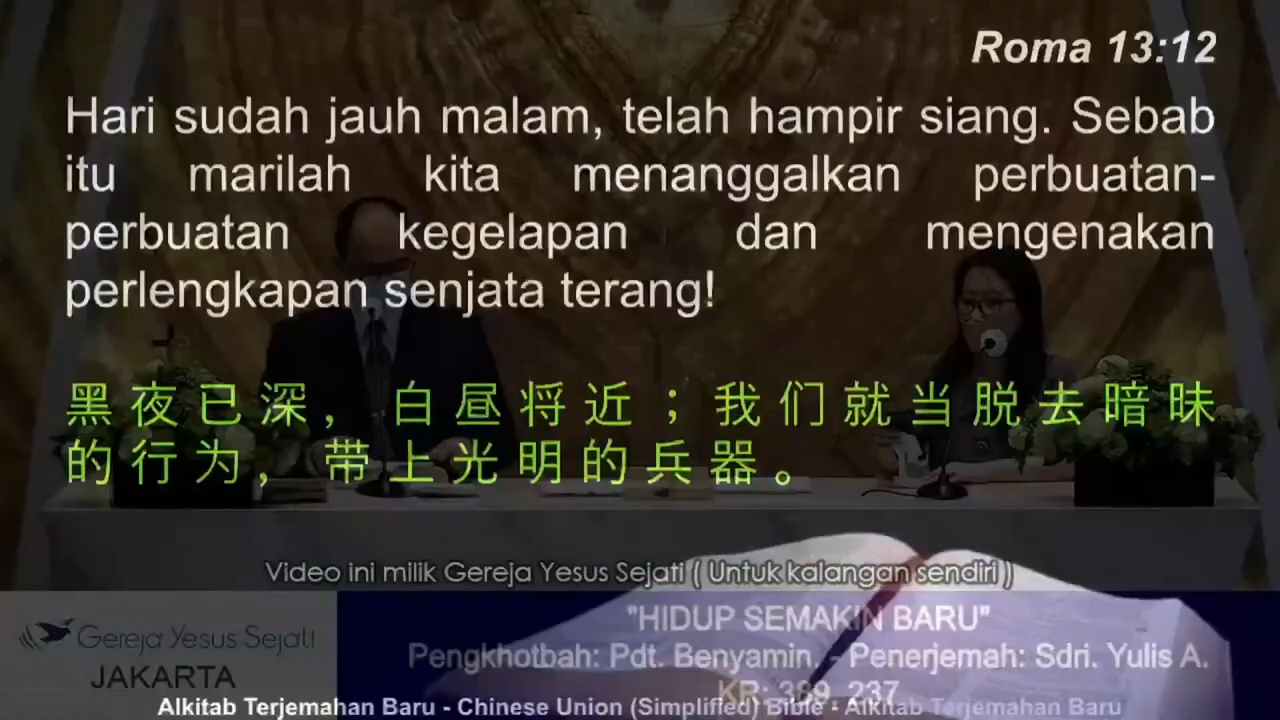 Roma 13:12
Hari sudah jauh malam, telah hampir siang. Sebab
itu marilah kita menanggalkan perbuatan-
perbuatan kegelapan dan mengenakan
perlengkapan senjata terang!
黑夜已深，白昼将近；我们就当脱去暗昧
的行为，带上光明的兵器。
Video ini milik Gereja Yesus Sejati ( Untuk kalangan sendiri )
Gereja Yesus Sejati
JAKARTA
"HIDUP SEMAKIN BARU"
Pengkhotbah: Pdt. Benyamin. - Penerjemah: Sdri. Yulis A.
KR: 389, 237
Alkitab Terjemahan Baru - Chinese Union (Simplified) Bible - Alkitab Terjemahan Baru